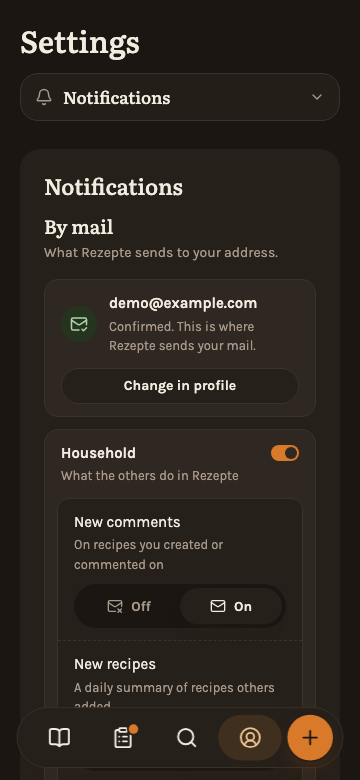 Settings
Notifications
Notifications
By mail
What Rezepte sends to your address.
demo@example.com
Confirmed. This is where
Rezepte sends your mail.
Change in profile
Household
What the others do in Rezepte
New comments
On recipes you created or
commented on
Off
On
New recipes
A daily summary of recipes others
added